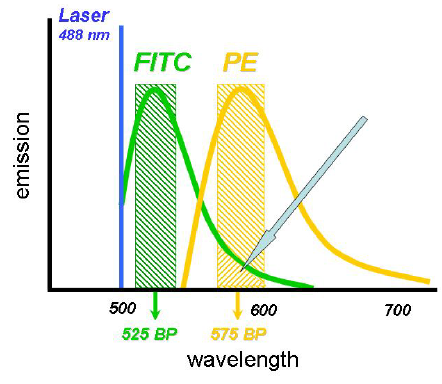 Laser
488 nm
FITC PE
emission
500 600 700
525 BP 575 BP
wavelength